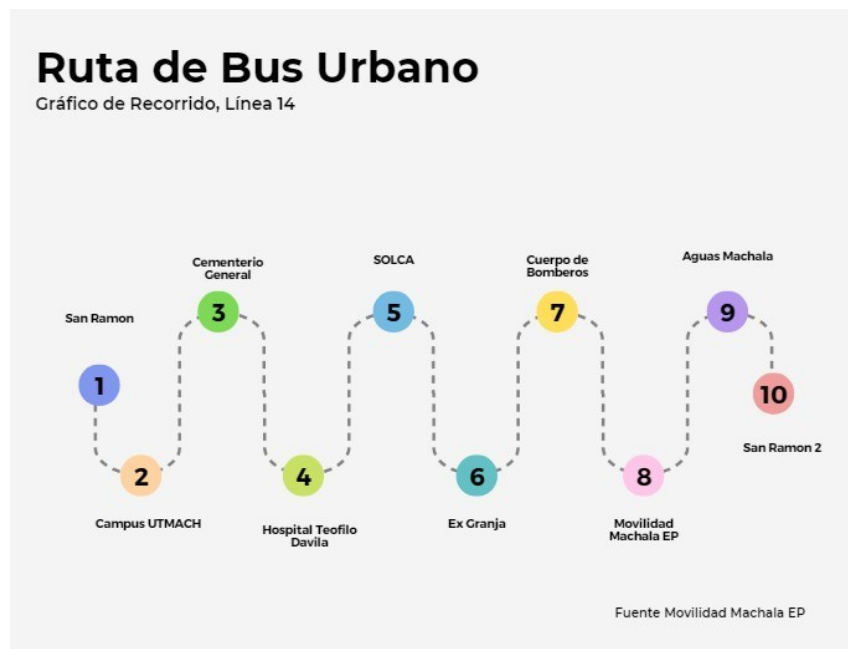 Ruta de Bus Urbano
Gráfico de Recorrido, Línea 14
San Ramon
1
2
Campus UTMACH
Cementerio
General
3
4
Hospital Teofilo
Davila
SOLCA
5
6
Ex Granja
Cuerpo de
Bomberos
7
8
Movilidad
Machala EP
Aguas Machala
9
10
San Ramon 2
Fuente Movilidad Machala EP